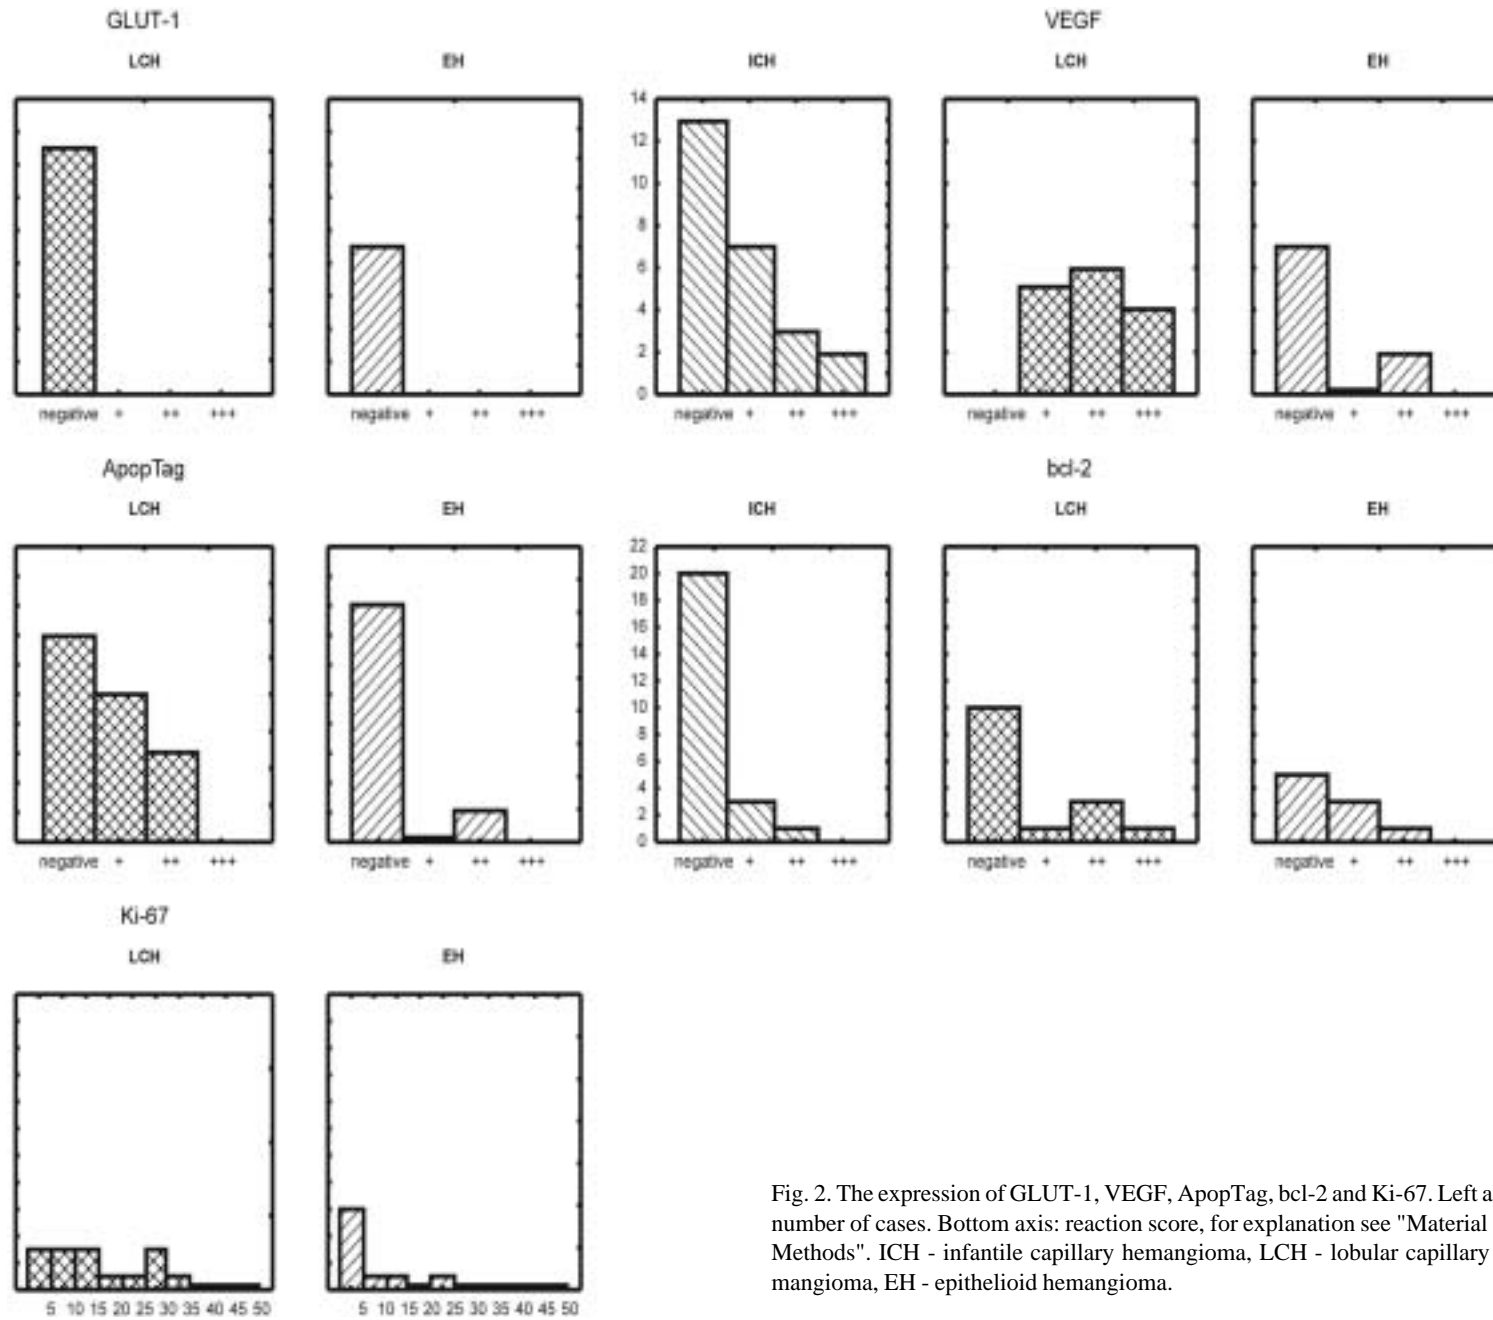 GLUT-1
VEGF
LCH
EH
ICH
LCH
EH
14
12
10
8
6
4
2
0
negative + ++ +++
negative + ++ +++
negative + ++ +++
negative + ++ +++
negative + ++ +++
ApopTag
bcl-2
LCH
EH
ICH
LCH
EH
22
20
18
16
14
12
10
8
6
4
2
0
negative + ++ +++
negative + ++ +++
negative + ++ +++
negative + ++ +++
negative + ++ +++
Ki-67
LCH
EH
5 10 15 20 25 30 35 40 45 50
5 10 15 20 25 30 35 40 45 50
Fig. 2. The expression of GLUT-1, VEGF, ApopTag, bcl-2 and Ki-67. Left a
number of cases. Bottom axis: reaction score, for explanation see "Material
Methods". ICH - infantile capillary hemangioma, LCH - lobular capillary
mangioma, EH - epithelioid hemangioma.